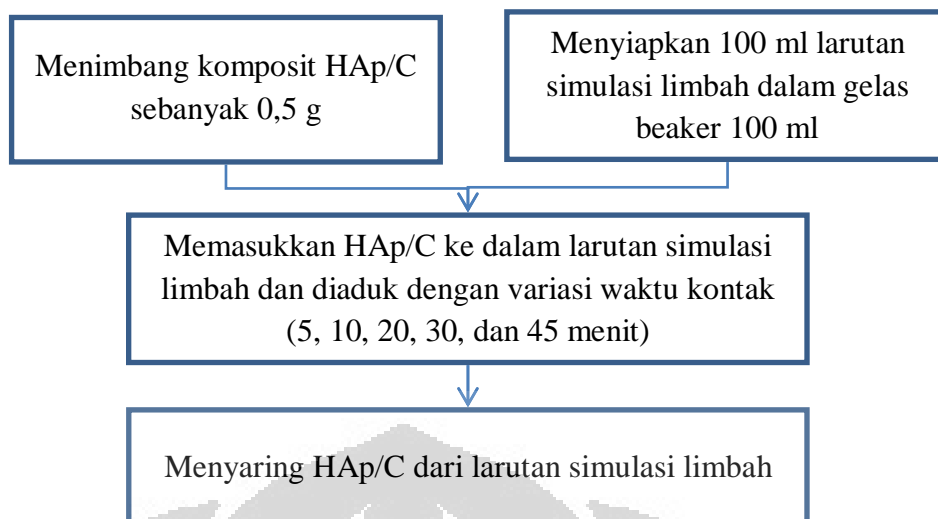 Menimbang komposit HAp/C
sebanyak 0,5 g
Menyiapkan 100 ml larutan
simulasi limbah dalam gelas
beaker 100 ml
Memasukkan HAp/C ke dalam larutan simulasi
limbah dan diaduk dengan variasi waktu kontak
(5, 10, 20, 30, dan 45 menit)
Menyaring HAp/C dari larutan simulasi limbah